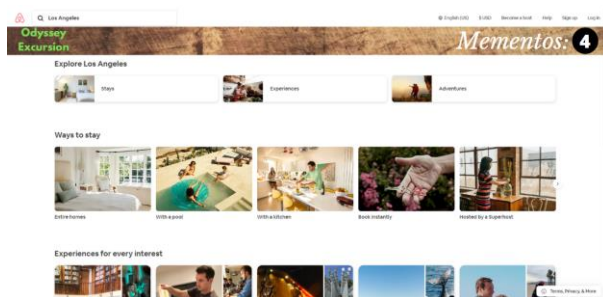 Los Angeles
English (US) $ USD Become a host Help Sign up Log in
Odyssey
Excursion
Mementos: 4
Explore Los Angeles
Stays
Experiences
Adventures
Ways to stay
Entire homes
With a pool
With a kitchen
Book instantly
Hosted by a Superhost
Experiences for every interest
Terms, Privacy & More